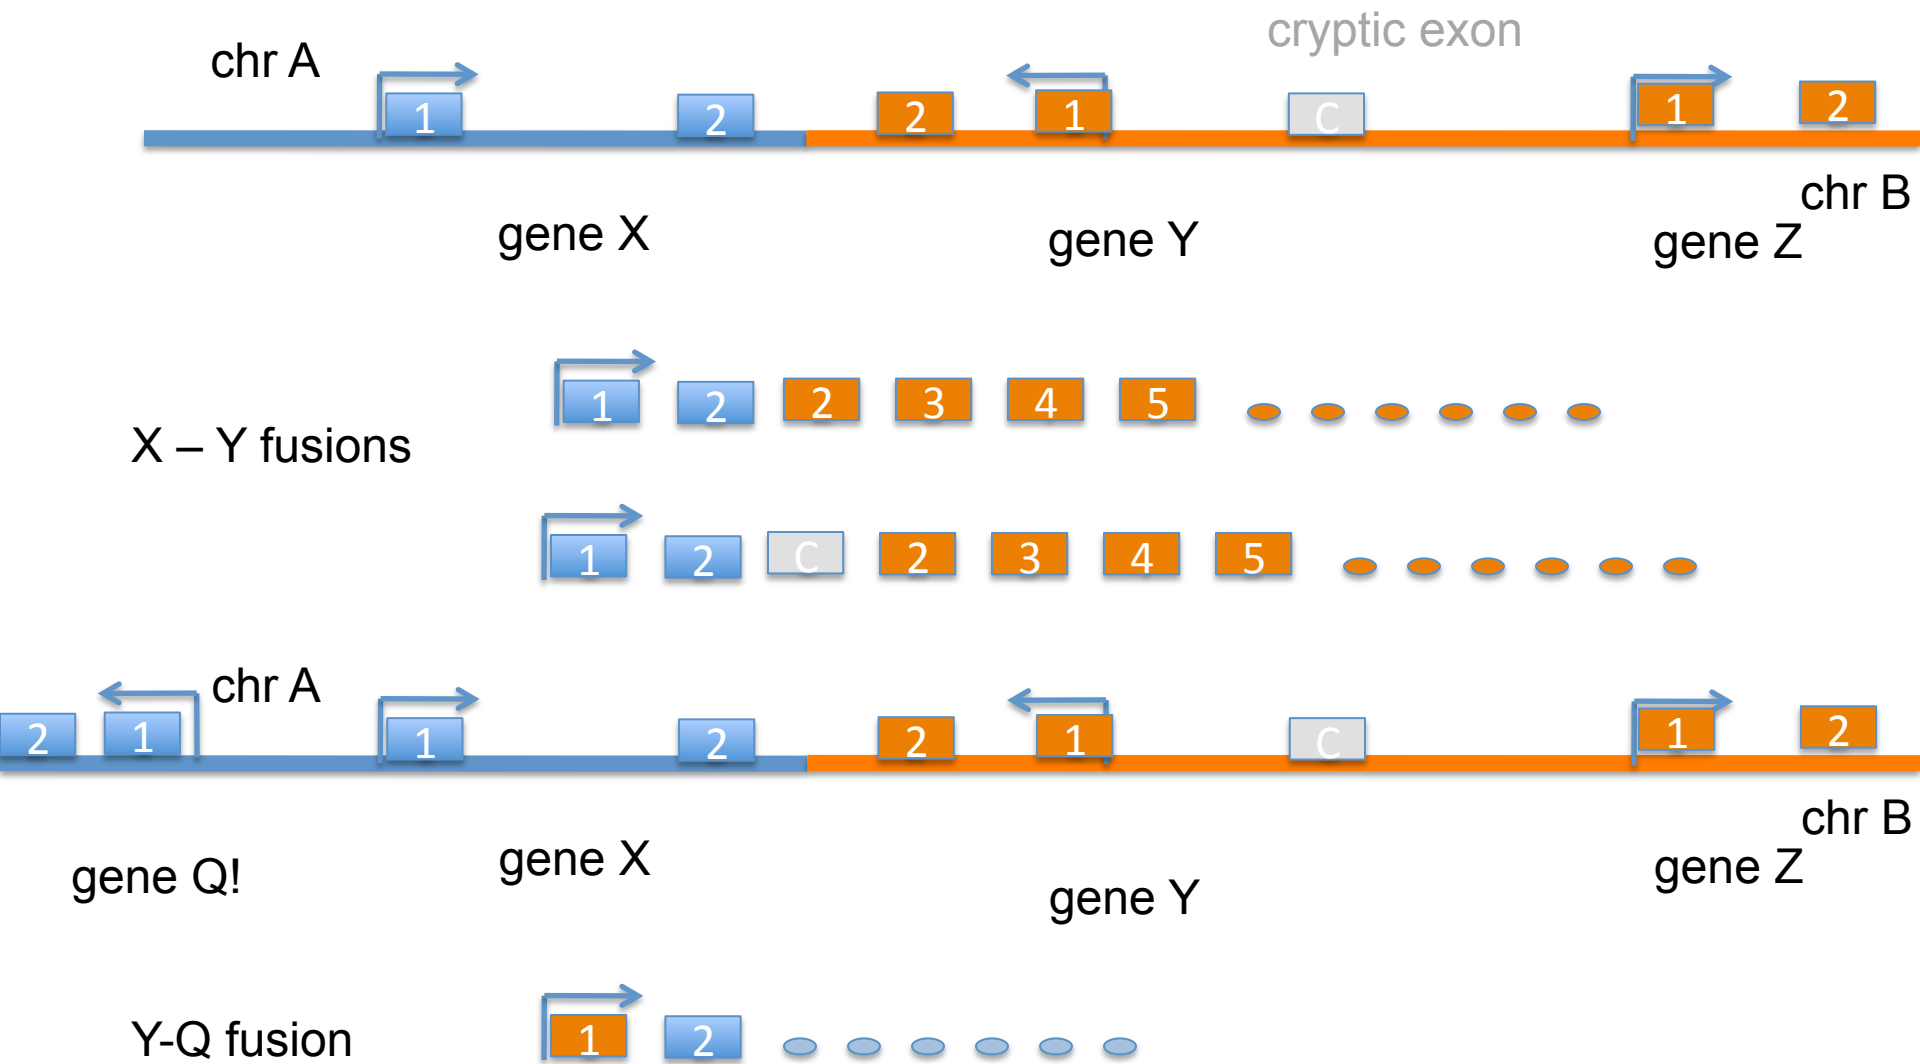 cryptic exon
chr A
1 2 2 1 C 1 2
chr B
gene X gene Y gene Z
1 2 2 3 4 5
X – Y fusions
1 2 C 2 3 4 5
chr A
2 1 1 2 2 1 C 1 2
chr B
gene Q! gene X gene Y gene Z
1 2
Y-Q fusion